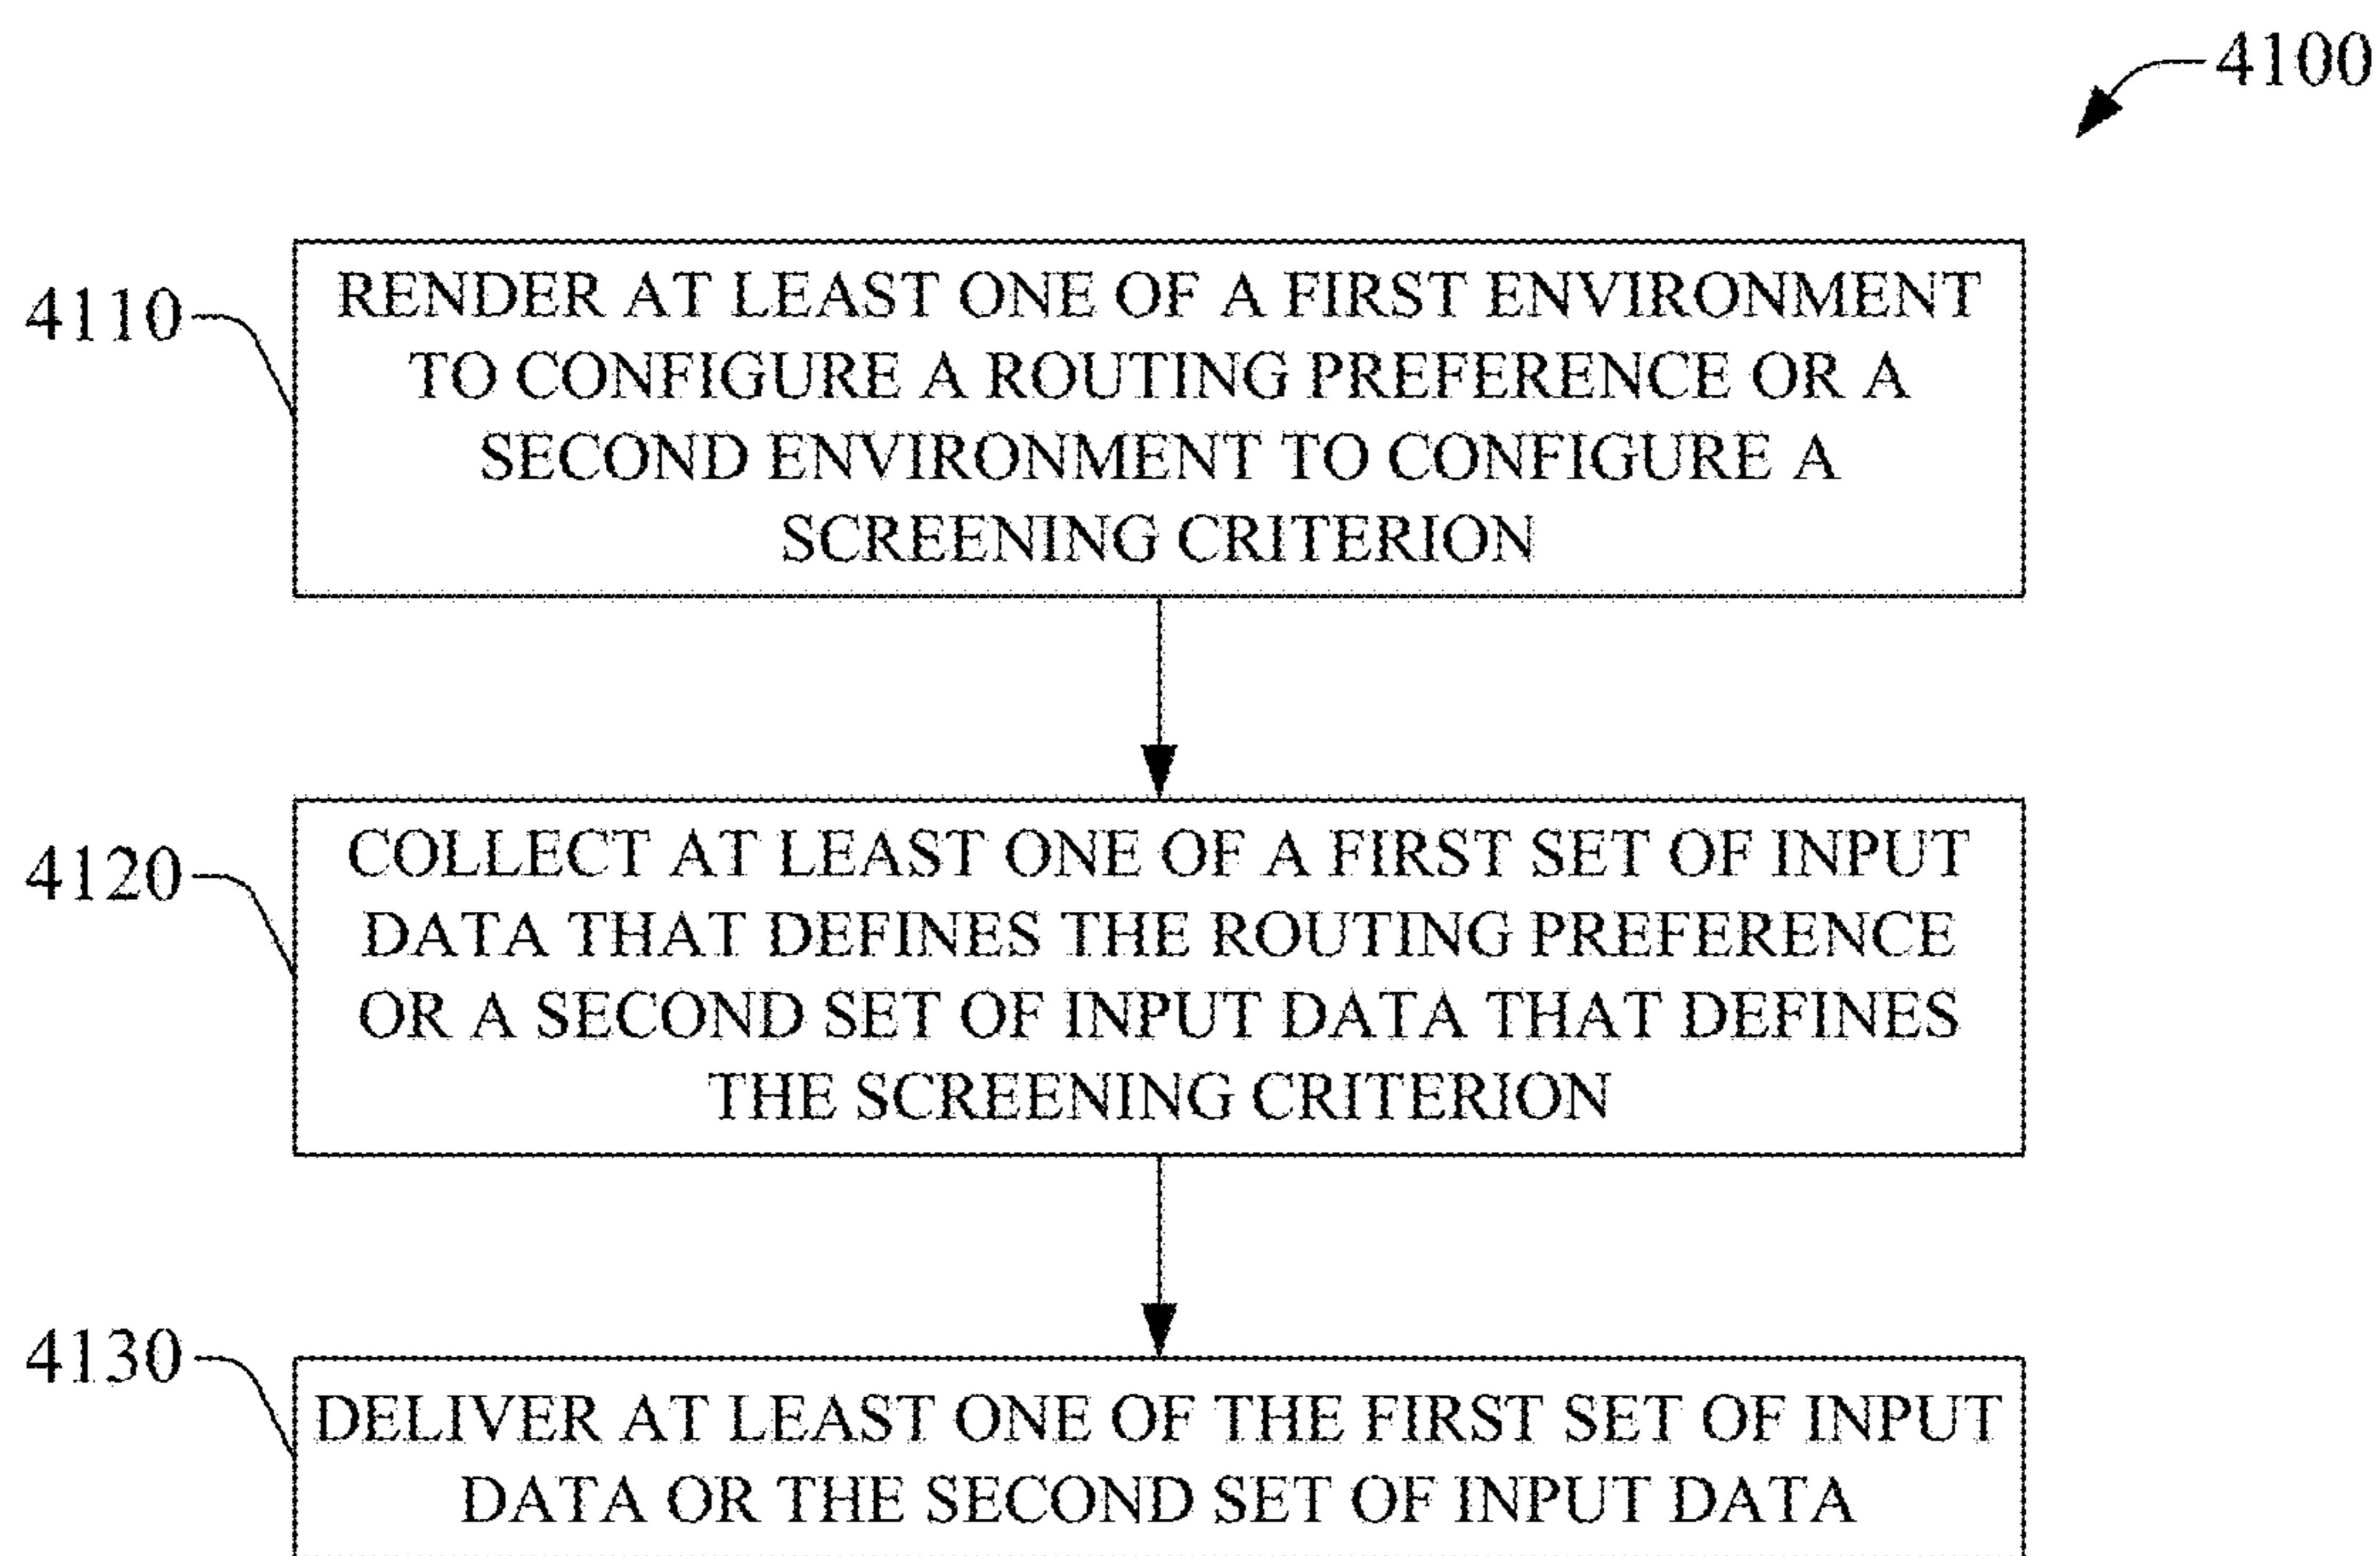 4100
4110
RENDER AT LEAST ONE OF A FIRST ENVIRONMENT
TO CONFIGURE A ROUTING PREFERENCE OR A
SECOND ENVIRONMENT TO CONFIGURE A
SCREENING CRITERION
4120
COLLECT AT LEAST ONE OF A FIRST SET OF INPUT
DATA THAT DEFINES THE ROUTING PREFERENCE
OR A SECOND SET OF INPUT DATA THAT DEFINES
THE SCREENING CRITERION
4130
DELIVER AT LEAST ONE OF THE FIRST SET OF INPUT
DATA OR THE SECOND SET OF INPUT DATA